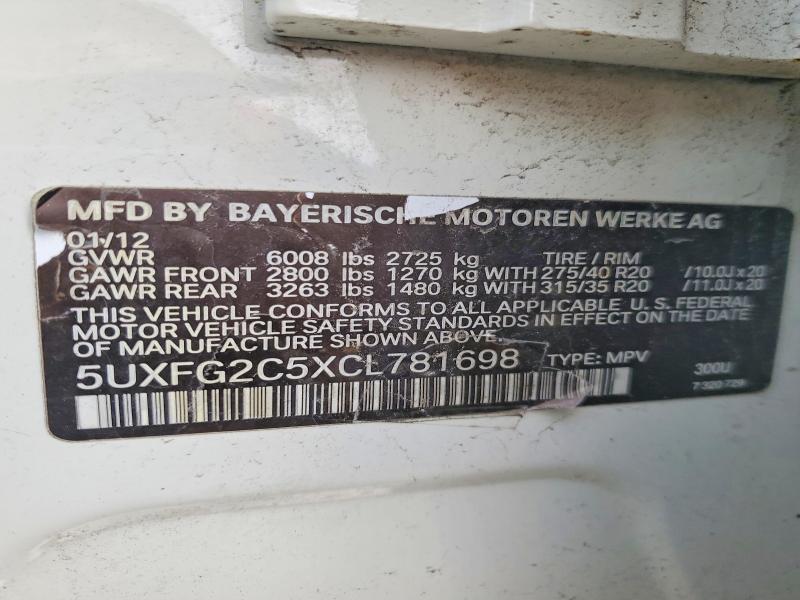 MFD BY BAYERISCHE MOTOREN WERKE AG
01/12
GVWR 6008 lbs 2725 kg TIRE / RIM
GAWR FRONT 2800 lbs 1270 kg WITH 275/40 R20 /10.0J x 20
GAWR REAR 3263 lbs 1480 kg WITH 315/35 R20 /11.0J x 20
THIS VEHICLE CONFORMS TO ALL APPLICABLE U. S. FEDERAL
MOTOR VEHICLE SAFETY STANDARDS IN EFFECT ON THE DATE
OF MANUFACTURE SHOWN ABOVE.
5UXFG2C5XCL781698 TYPE: MPV 300U
7 320 729